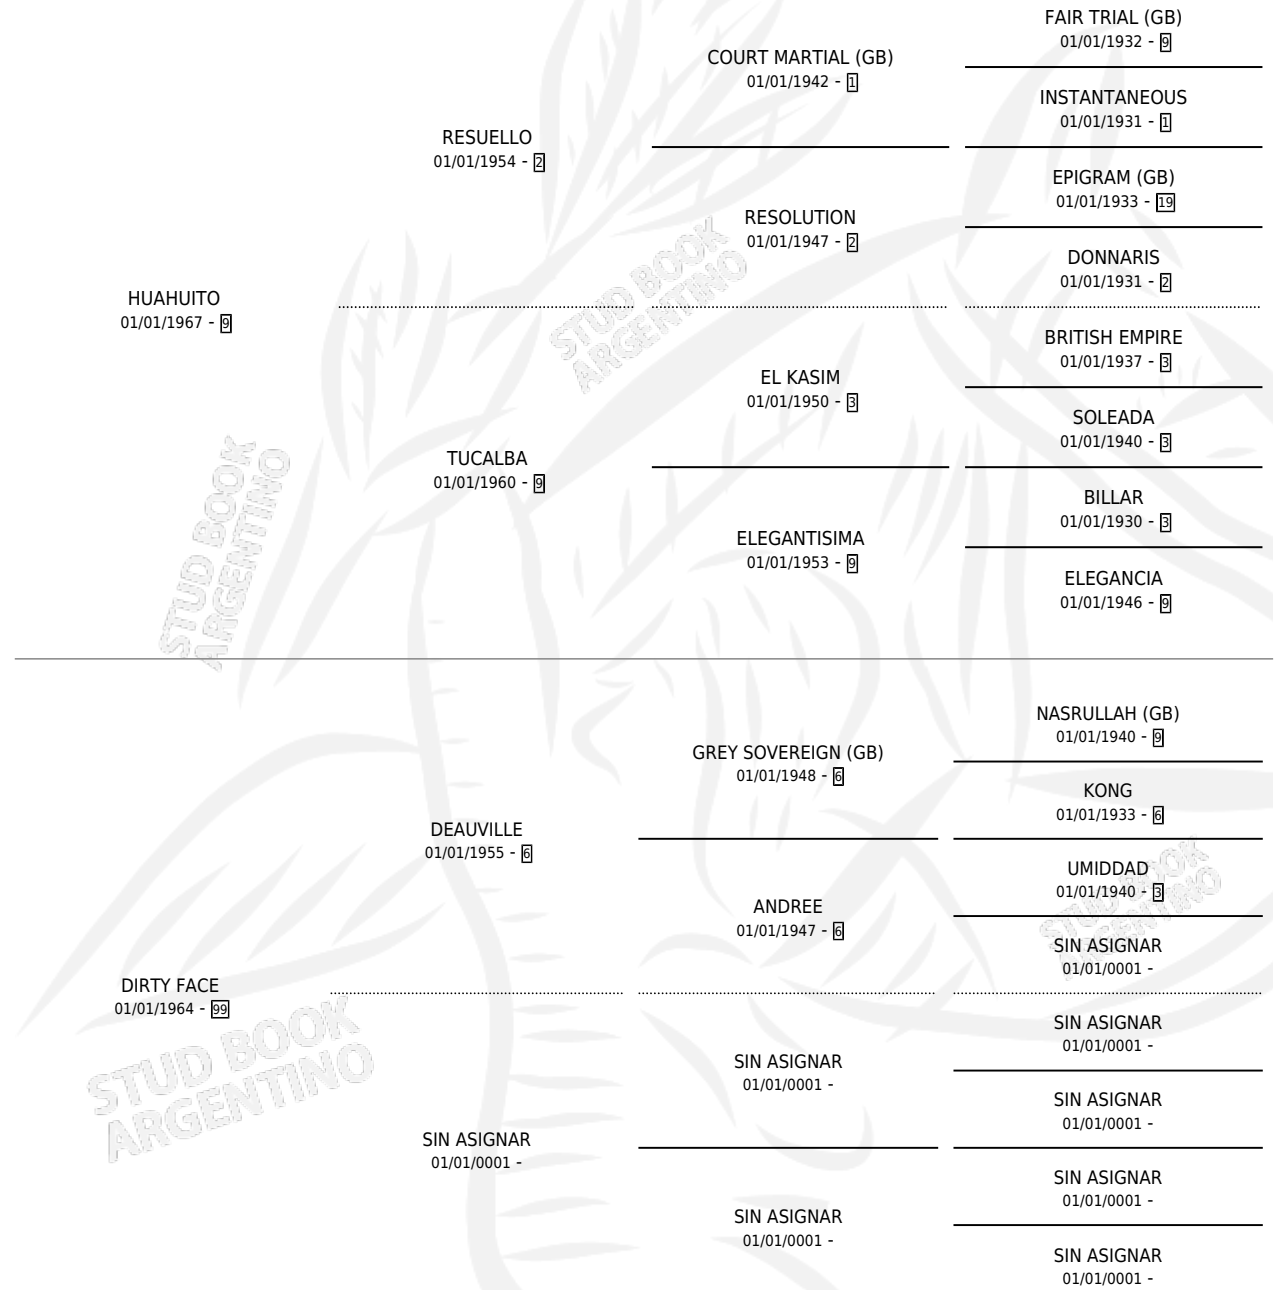 FAIR TRIAL (GB)
01/01/1932 - 9
COURT MARTIAL (GB)
01/01/1942 - 1
INSTANTANEOUS
01/01/1931 - 1
RESUELLO
01/01/1954 - 2
EPIGRAM (GB)
01/01/1933 - 19
RESOLUTION
01/01/1947 - 2
DONNARIS
01/01/1931 - 2
HUAHUITO
01/01/1967 - 9
BRITISH EMPIRE
01/01/1937 - 3
EL KASIM
01/01/1950 - 3
SOLEADA
01/01/1940 - 3
TUCALBA
01/01/1960 - 9
BILLAR
01/01/1930 - 3
ELEGANTISIMA
01/01/1953 - 9
ELEGANCIA
01/01/1946 - 9
NASRULLAH (GB)
01/01/1940 - 9
GREY SOVEREIGN (GB)
01/01/1948 - 6
KONG
01/01/1933 - 6
DEAUVILLE
01/01/1955 - 6
UMIDDAD
01/01/1940 - 3
ANDREE
01/01/1947 - 6
SIN ASIGNAR
01/01/0001 -
DIRTY FACE
01/01/1964 - 99
SIN ASIGNAR
01/01/0001 -
SIN ASIGNAR
01/01/0001 -
SIN ASIGNAR
01/01/0001 -
SIN ASIGNAR
01/01/0001 -
SIN ASIGNAR
01/01/0001 -
SIN ASIGNAR
01/01/0001 -
SIN ASIGNAR
01/01/0001 -
STUD BOOK
ARGENTINO
STUD BOOK
ARGENTINO
STUD BOOK
ARGENTINO
STUD BOOK
ARGENTINO